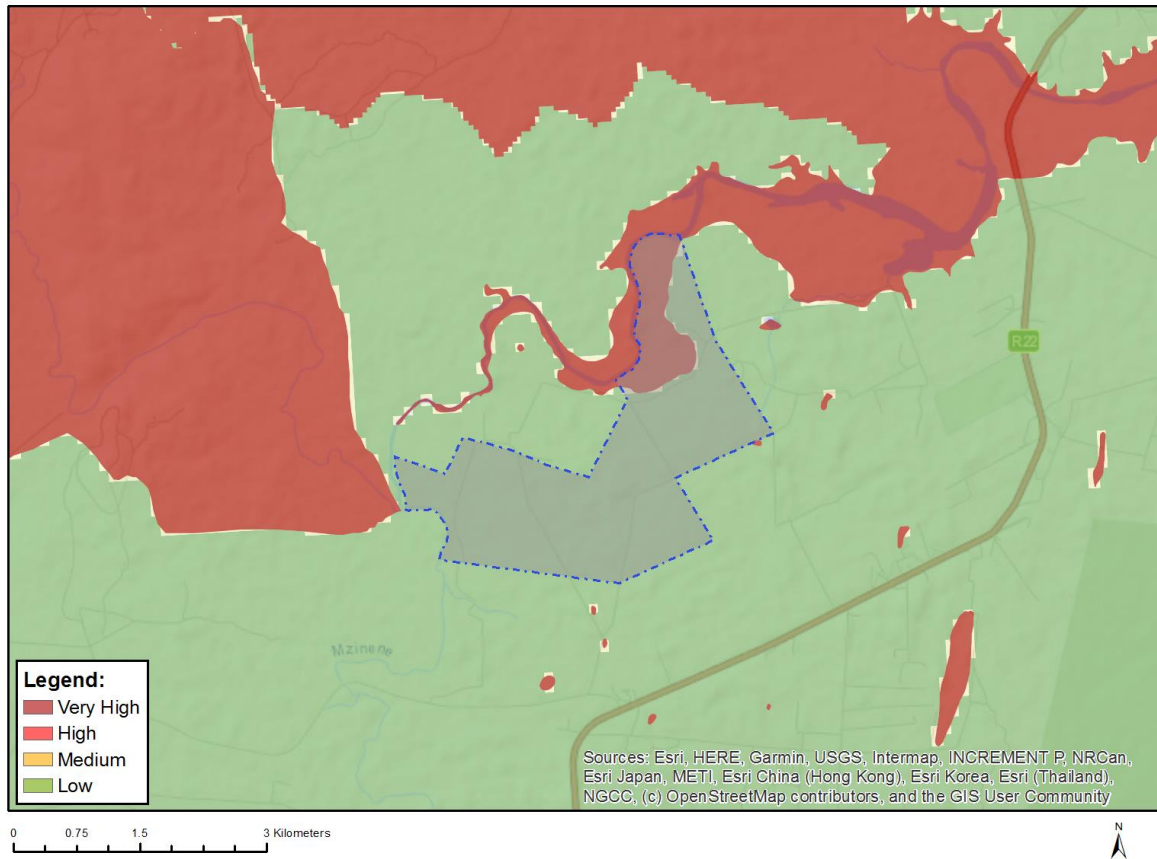 R22
Mzinene
Legend:
Very High
High
Medium
Low
Sources: Esri, HERE, Garmin, USGS, Intermap, INCREMENT P, NRCan,
Esri Japan, METI, Esri China (Hong Kong), Esri Korea, Esri (Thailand),
NGCC, (c) OpenStreetMap contributors, and the GIS User Community
0 0.75 1.5 3 Kilometers
N